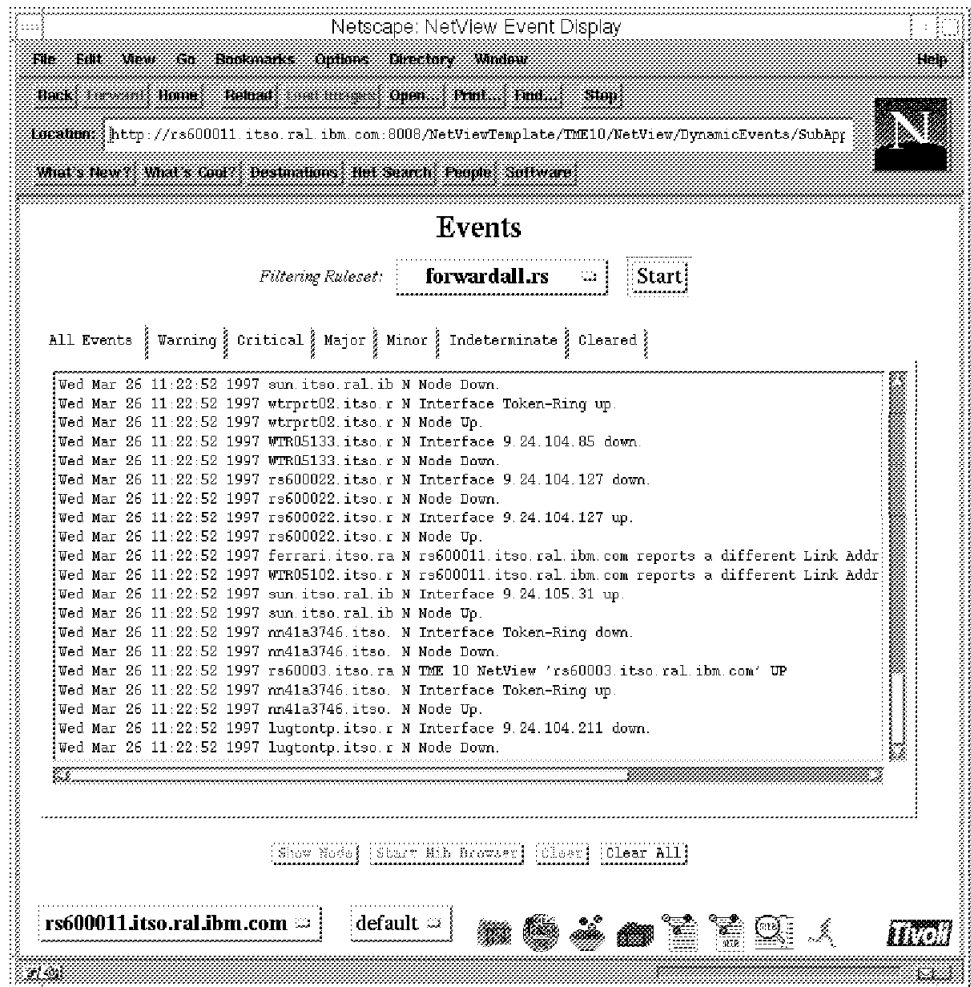 Netscape: NetView Event Display
File Edit View Go Bookmarks Options Directory Window Help
Back Forward Home Reload Load Images Open... Print... Find... Stop
Location: http://rs600011.itso.ral.ibm.com:8008/NetViewTemplate/TME10/NetView/DynamicEvents/SubApp
N
What's New? What's Cool? Destinations Net Search People Software
Events
Filtering Ruleset: forwardall.rs Start
All Events Warning Critical Major Minor Indeterminate Cleared
Wed Mar 26 11:22:52 1997 sun.itso.ral.ib N Node Down.
Wed Mar 26 11:22:52 1997 wtrprt02.itso.r N Interface Token-Ring up.
Wed Mar 26 11:22:52 1997 wtrprt02.itso.r N Node Up.
Wed Mar 26 11:22:52 1997 WTR05133.itso.r N Interface 9.24.104.85 down.
Wed Mar 26 11:22:52 1997 WTR05133.itso.r N Node Down.
Wed Mar 26 11:22:52 1997 rs600022.itso.r N Interface 9.24.104.127 down.
Wed Mar 26 11:22:52 1997 rs600022.itso.r N Node Down.
Wed Mar 26 11:22:52 1997 rs600022.itso.r N Interface 9.24.104.127 up.
Wed Mar 26 11:22:52 1997 rs600022.itso.r N Node Up.
Wed Mar 26 11:22:52 1997 ferrari.itso.ra N rs600011.itso.ral.ibm.com reports a different Link Addr
Wed Mar 26 11:22:52 1997 WTR05102.itso.r N rs600011.itso.ral.ibm.com reports a different Link Addr
Wed Mar 26 11:22:52 1997 sun.itso.ral.ib N Interface 9.24.105.31 up.
Wed Mar 26 11:22:52 1997 sun.itso.ral.ib N Node Up.
Wed Mar 26 11:22:52 1997 nn41a3746.itso. N Interface Token-Ring down.
Wed Mar 26 11:22:52 1997 nn41a3746.itso. N Node Down.
Wed Mar 26 11:22:52 1997 rs60003.itso.ra N TME 10 NetView 'rs60003.itso.ral.ibm.com' UP
Wed Mar 26 11:22:52 1997 nn41a3746.itso. N Interface Token-Ring up.
Wed Mar 26 11:22:52 1997 nn41a3746.itso. N Node Up.
Wed Mar 26 11:22:52 1997 lugtontp.itso.r N Interface 9.24.104.211 down.
Wed Mar 26 11:22:52 1997 lugtontp.itso.r N Node Down.
Show Node Start Mib Browser Clear Clear All
rs600011.itso.ral.ibm.com default Tivoli